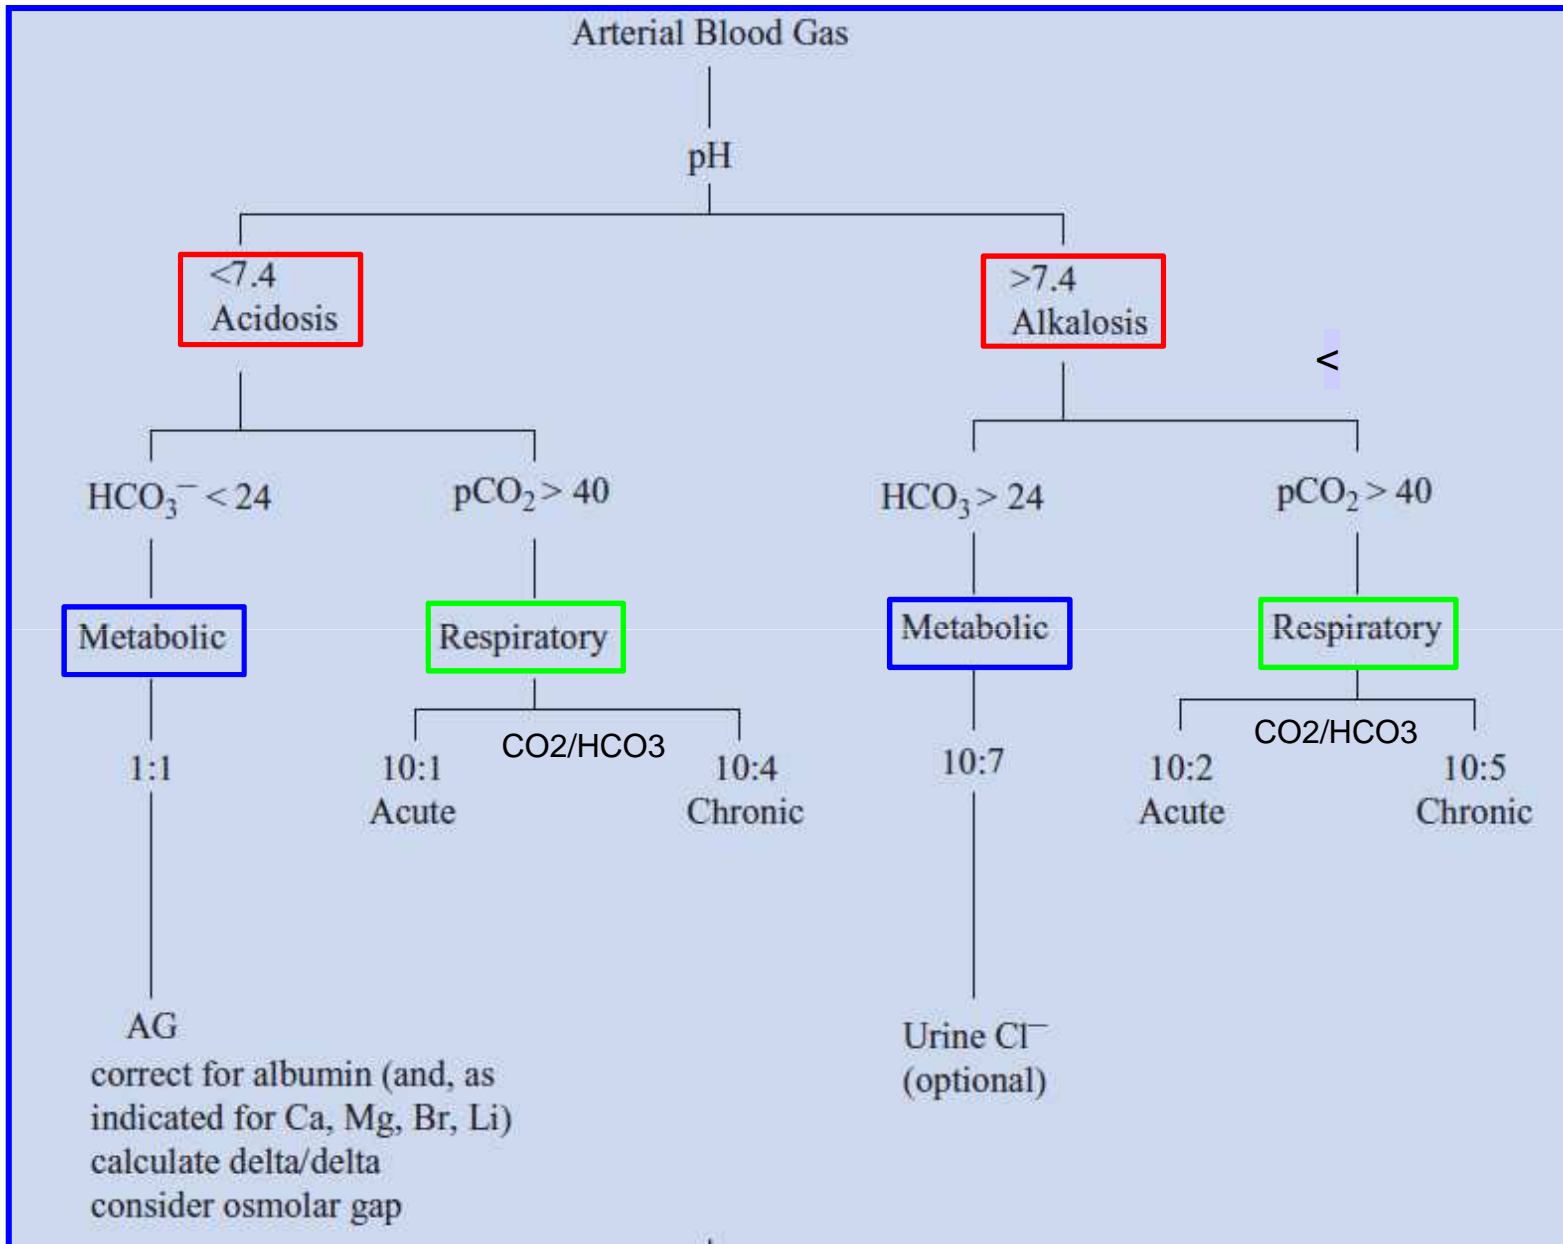 Arterial Blood Gas
pH
<7.4
Acidosis
>7.4
Alkalosis
<
HCO₃⁻ < 24
pCO₂ > 40
HCO₃ > 24
pCO₂ > 40
Metabolic
Respiratory
Metabolic
Respiratory
1:1
10:1
Acute
CO2/HCO3
10:4
Chronic
10:7
10:2
Acute
CO2/HCO3
10:5
Chronic
AG
correct for albumin (and, as
indicated for Ca, Mg, Br, Li)
calculate delta/delta
consider osmolar gap
Urine Cl⁻
(optional)